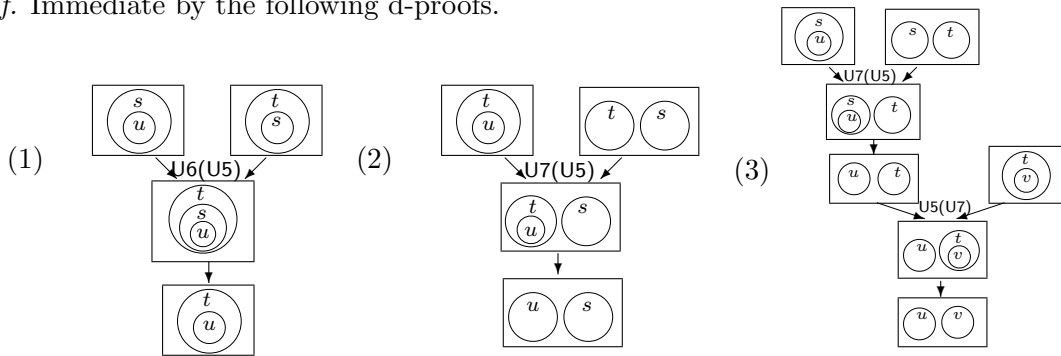 f. Immediate by the following d-proofs.
s
u
s t
U7(U5)
s
u
t
u t
t
v
U5(U7)
u t
v
u v
(1)
s
u
t
s
U6(U5)
t
s
u
t
u
(2)
t
u
t s
U7(U5)
t
u
s
u s
(3)